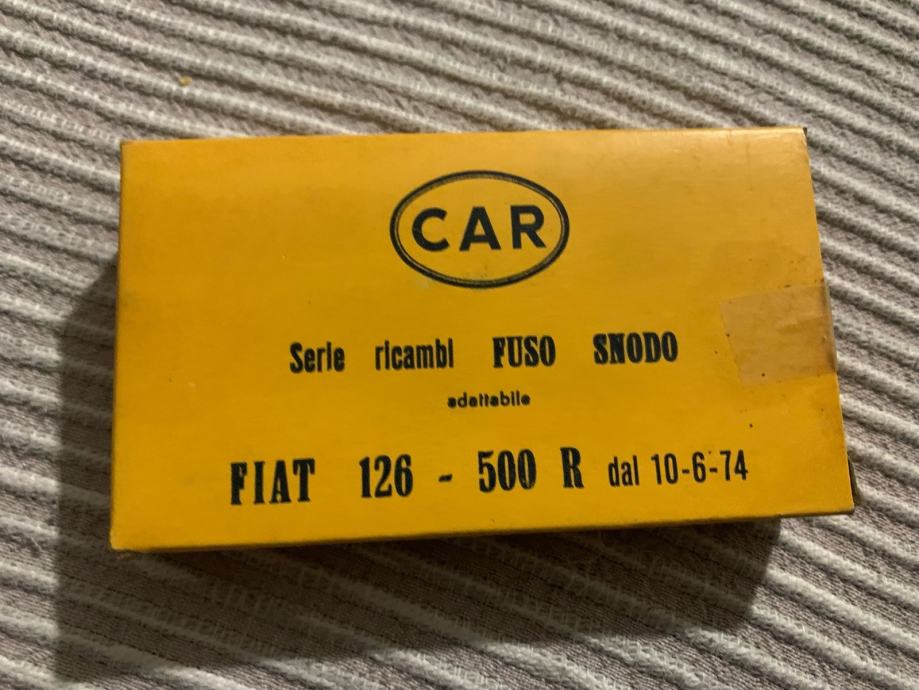 CAR
Serie ricambi FUSO SNODO
adattabile
FIAT 126 - 500 R dal 10-6-74